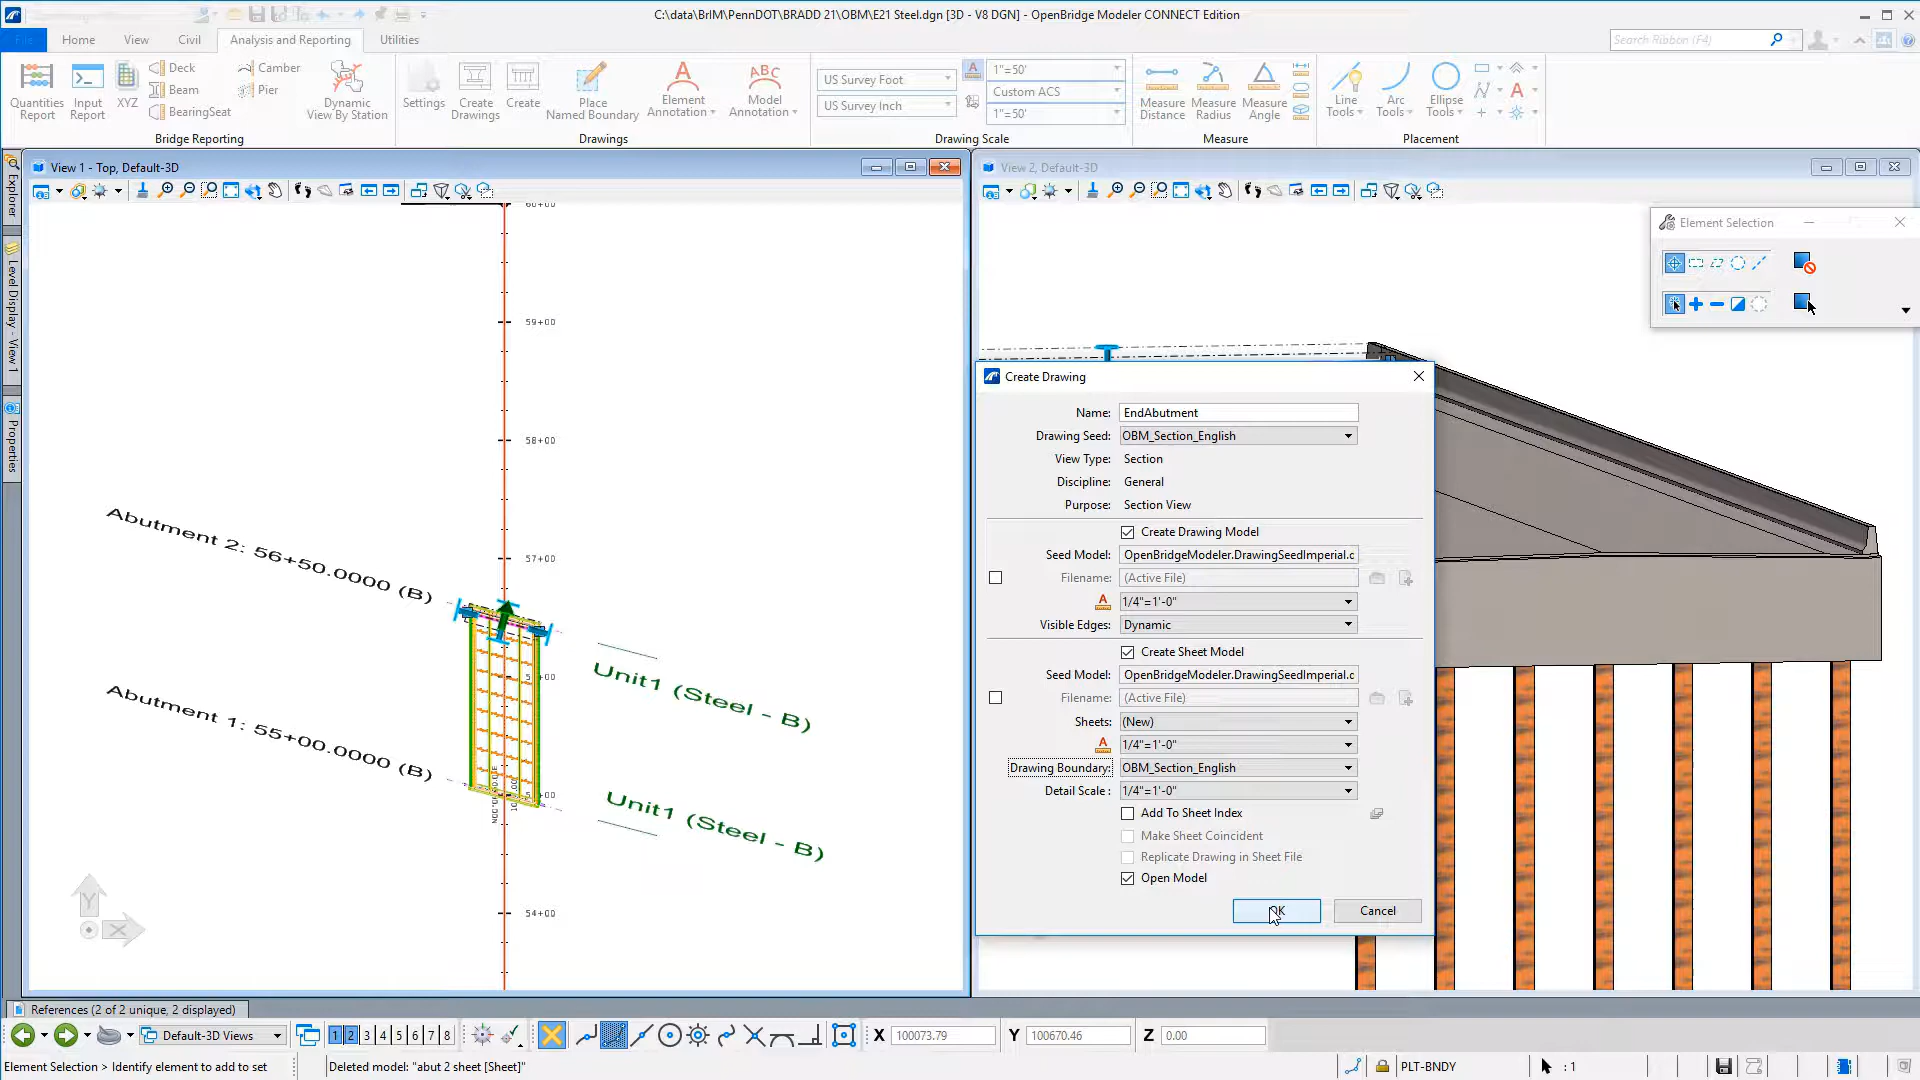 C:\data\BrIM\PennDOT\BRADD 21\OBM\E21 Steel.dgn [3D - V8 DGN] - OpenBridge Modeler CONNECT Edition
Home View Civil Analysis and Reporting Utilities
Search Ribbon (F4)
Quantities Report
Input Report
XYZ
Deck
Beam
BearingSeat
Camber
Pier
Dynamic View By Station
Bridge Reporting
Settings
Create Drawings
Create
Place Named Boundary
Element Annotation
Model Annotation
Drawings
US Survey Foot
US Survey Inch
1"=50'
Custom ACS
1"=50'
Drawing Scale
Measure Distance
Measure Radius
Measure Angle
Measure
Line Tools
Arc Tools
Ellipse Tools
Placement
Explorer
Level Display - View 1
Properties
View 1 - Top, Default-3D
59+00
58+00
57+00
54+00
Abutment 2: 56+50.0000 (B)
Abutment 1: 55+00.0000 (B)
Unit1 (Steel - B)
Unit1 (Steel - B)
Y
X
View 2, Default-3D
Element Selection
Create Drawing
Name: EndAbutment
Drawing Seed: OBM_Section_English
View Type: Section
Discipline: General
Purpose: Section View
Create Drawing Model
Seed Model: OpenBridgeModeler.DrawingSeedImperial.c
Filename: (Active File)
1/4"=1'-0"
Visible Edges: Dynamic
Create Sheet Model
Seed Model: OpenBridgeModeler.DrawingSeedImperial.c
Filename: (Active File)
Sheets: (New)
1/4"=1'-0"
Drawing Boundary: OBM_Section_English
Detail Scale : 1/4"=1'-0"
Add To Sheet Index
Make Sheet Coincident
Replicate Drawing in Sheet File
Open Model
OK Cancel
References (2 of 2 unique, 2 displayed)
Default-3D Views 1 2 3 4 5 6 7 8 X 100073.79 Y 100670.46 Z 0.00
Element Selection > Identify element to add to set
Deleted model: "abut 2 sheet [Sheet]"
PLT-BNDY
: 1